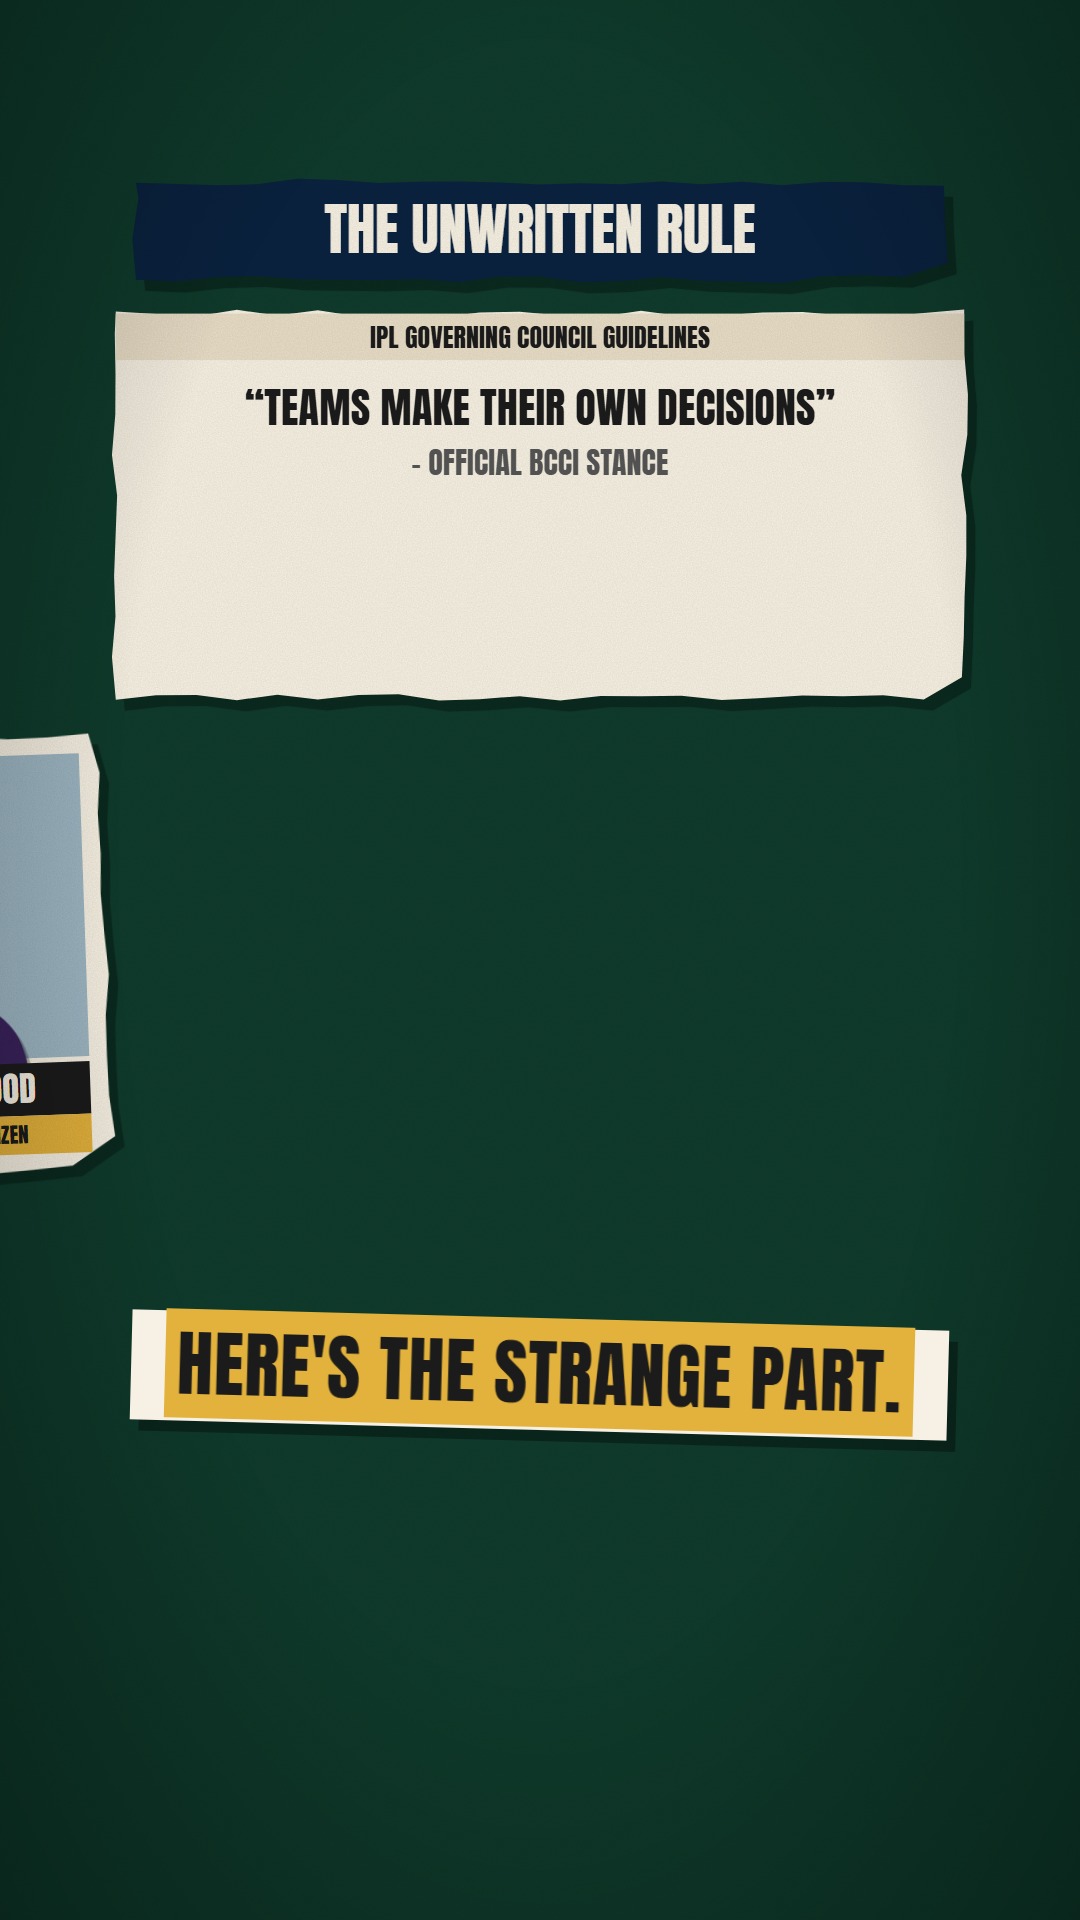 THE UNWRITTEN RULE
IPL GOVERNING COUNCIL GUIDELINES
“TEAMS MAKE THEIR OWN DECISIONS”
- OFFICIAL BCCI STANCE
HERE'S THE STRANGE PART.